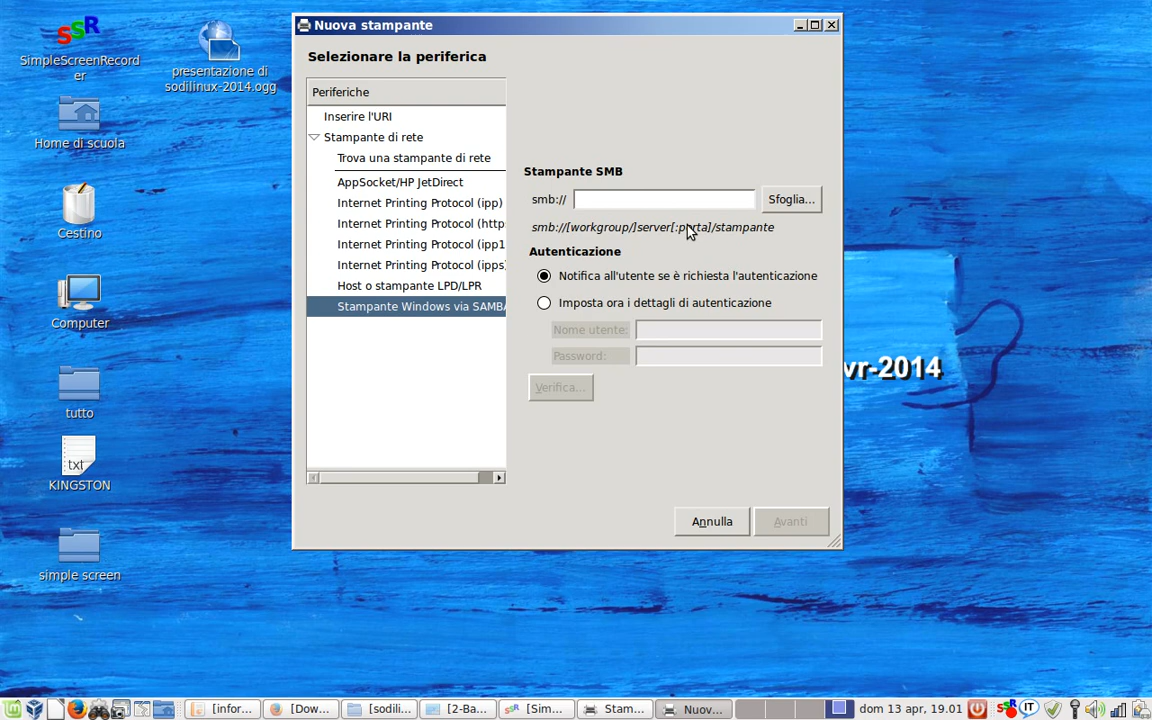 Nuova stampante
SimpleScreenRecord
er
presentazione di
sodilinux-2014.ogg
Home di scuola
Cestino
Computer
tutto
txt
KINGSTON
simple screen
Selezionare la periferica
Periferiche
Inserire l'URI
Stampante di rete
Trova una stampante di rete
AppSocket/HP JetDirect
Internet Printing Protocol (ipp)
Internet Printing Protocol (http
Internet Printing Protocol (ipp1
Internet Printing Protocol (ipps)
Host o stampante LPD/LPR
Stampante Windows via SAMBA
Stampante SMB
smb://
Sfoglia...
smb://[workgroup/]server[:porta]/stampante
Autenticazione
Notifica all'utente se è richiesta l'autenticazione
Imposta ora i dettagli di autenticazione
Nome utente:
Password:
Verifica...
Annulla
Avanti
vr-2014
[infor...
[Dow...
[sodili...
[2-Ba...
[Sim...
Stam...
Nuov...
dom 13 apr, 19.01
IT